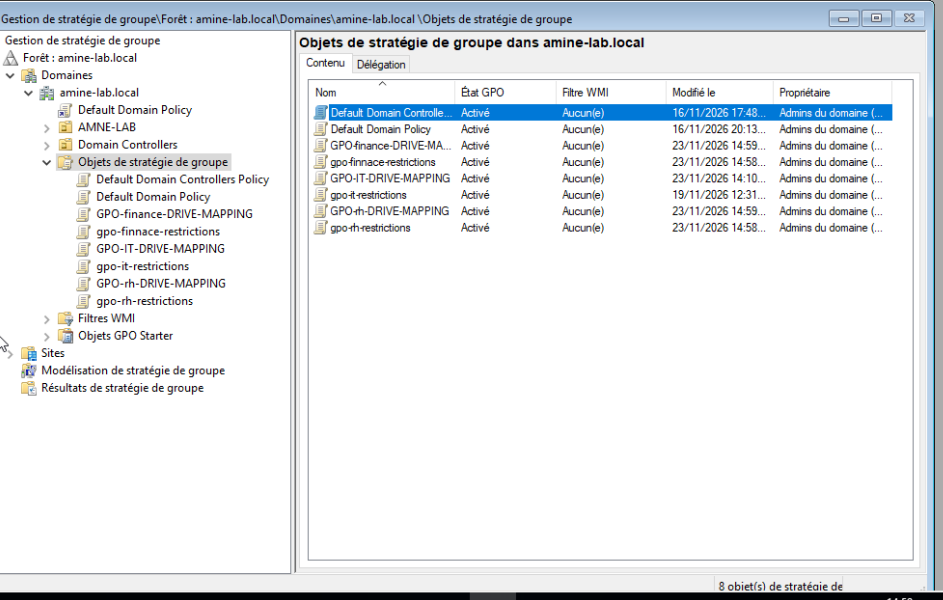 Gestion de stratégie de groupe\Forêt : amine-lab.local\Domaines\amine-lab.local\Objets de stratégie de groupe
Gestion de stratégie de groupe
Forêt : amine-lab.local
Domaines
amine-lab.local
Default Domain Policy
AMNE-LAB
Domain Controllers
Objets de stratégie de groupe
Default Domain Controllers Policy
Default Domain Policy
GPO-finance-DRIVE-MAPPING
gpo-finnace-restrictions
GPO-IT-DRIVE-MAPPING
gpo-it-restrictions
GPO-rh-DRIVE-MAPPING
gpo-rh-restrictions
Filtres WMI
Objets GPO Starter
Sites
Modélisation de stratégie de groupe
Résultats de stratégie de groupe
Objets de stratégie de groupe dans amine-lab.local
Contenu Délégation
Nom État GPO Filtre WMI Modifié le Propriétaire
Default Domain Controlle... Activé Aucun(e) 16/11/2026 17:48... Admins du domaine (...
Default Domain Policy Activé Aucun(e) 16/11/2026 20:13... Admins du domaine (...
GPO-finance-DRIVE-MA... Activé Aucun(e) 23/11/2026 14:59... Admins du domaine (...
gpo-finnace-restrictions Activé Aucun(e) 23/11/2026 14:58... Admins du domaine (...
GPO-IT-DRIVE-MAPPING Activé Aucun(e) 23/11/2026 14:10... Admins du domaine (...
gpo-it-restrictions Activé Aucun(e) 19/11/2026 12:31... Admins du domaine (...
GPO-rh-DRIVE-MAPPING Activé Aucun(e) 23/11/2026 14:59... Admins du domaine (...
gpo-rh-restrictions Activé Aucun(e) 23/11/2026 14:58... Admins du domaine (...
8 objet(s) de stratégie de